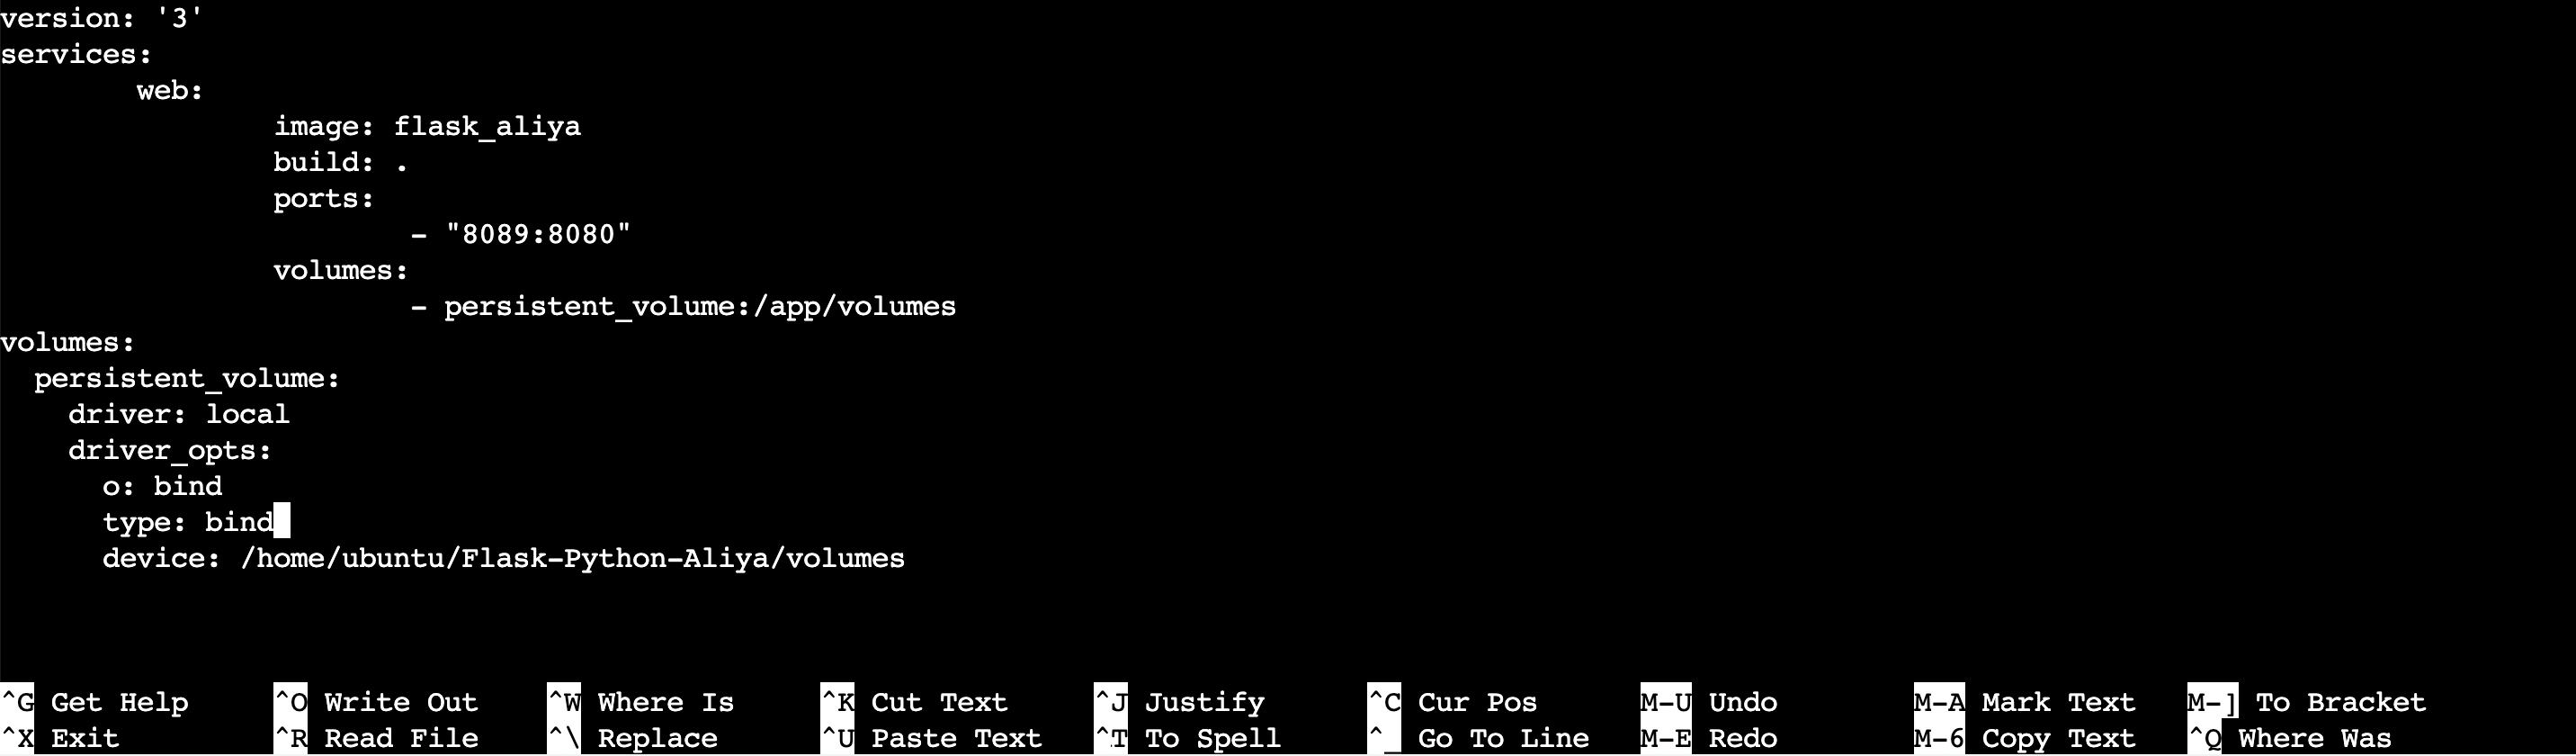 version: '3'
services:
        web:
                image: flask_aliya
                build: .
                ports:
                        - "8089:8080"
                volumes:
                        - persistent_volume:/app/volumes
volumes:
  persistent_volume:
    driver: local
    driver_opts:
      o: bind
      type: bind
      device: /home/ubuntu/Flask-Python-Aliya/volumes
^G Get Help ^O Write Out ^W Where Is ^K Cut Text ^J Justify ^C Cur Pos M-U Undo M-A Mark Text M-] To Bracket
^X Exit ^R Read File ^\ Replace ^U Paste Text ^T To Spell ^_ Go To Line M-E Redo M-6 Copy Text ^Q Where Was